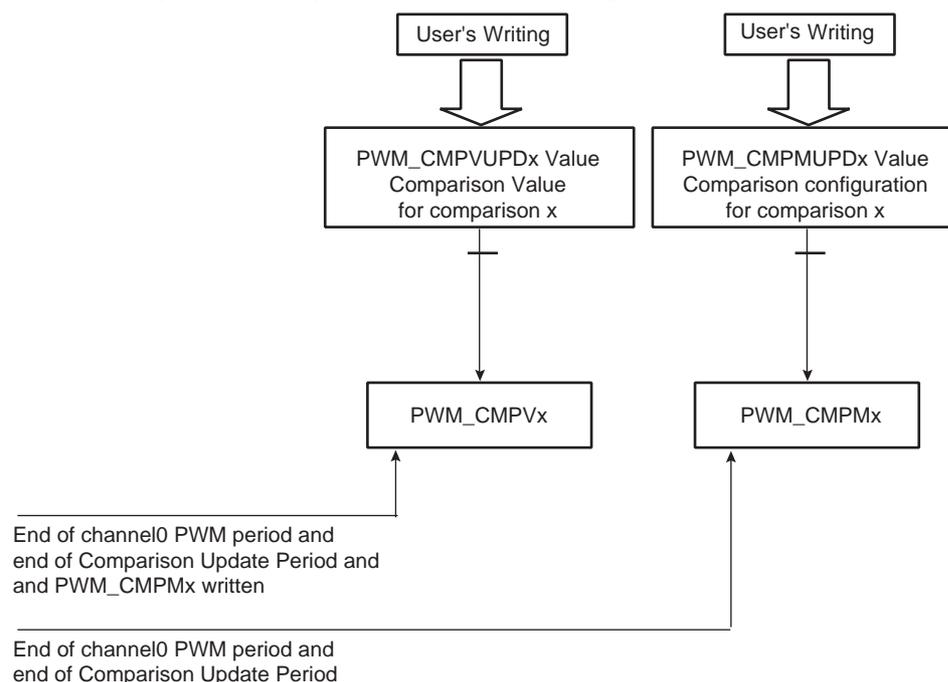 User's Writing
User's Writing
PWM_CMPVUPDx Value
Comparison Value
for comparison x
PWM_CMPMUPDx Value
Comparison configuration
for comparison x
PWM_CMPVx
PWM_CMPMx
End of channel0 PWM period and
end of Comparison Update Period and
and PWM_CMPMx written
End of channel0 PWM period and
end of Comparison Update Period